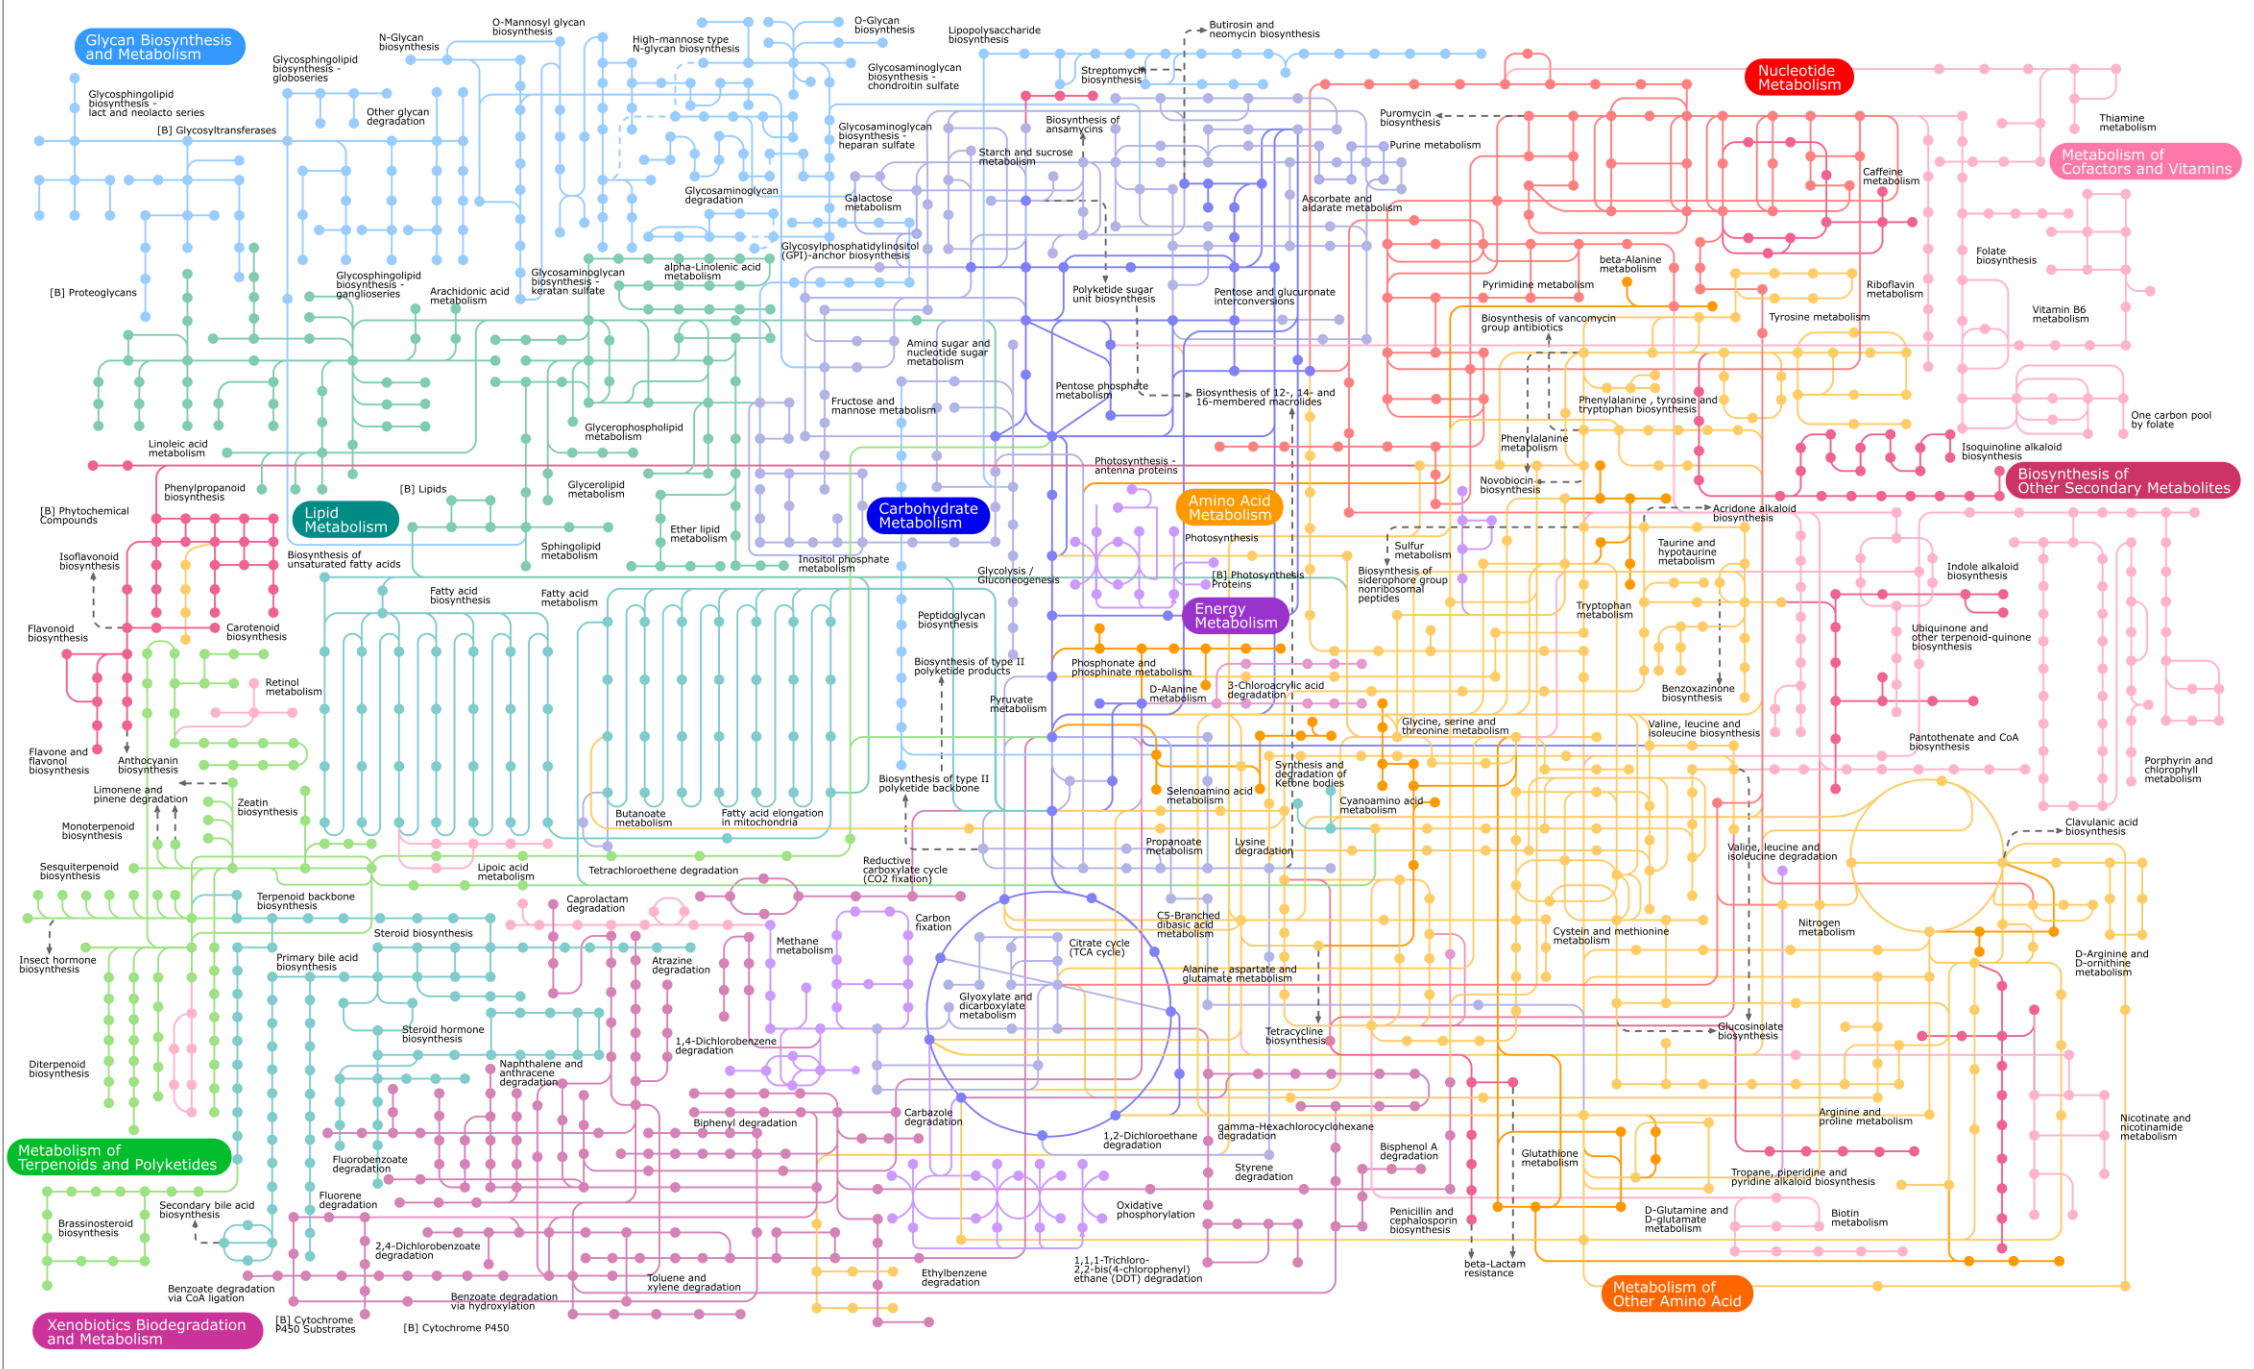 Glycan Biosynthesis
and Metabolism
Glycosphingolipid
biosynthesis -
lact and neolacto series
[B] Glycosyltransferases
Glycosphingolipid
biosynthesis -
globoseries
N-Glycan
biosynthesis
Other glycan
degradation
O-Mannosyl glycan
biosynthesis
High-mannose type
N-glycan biosynthesis
O-Glycan
biosynthesis
Glycosaminoglycan
biosynthesis -
chondroitin sulfate
Glycosaminoglycan
biosynthesis -
heparan sulfate
Glycosaminoglycan
degradation
Galactose
metabolism
Glycosylphosphatidylinositol
(GPI)-anchor biosynthesis
Lipopolysaccharide
biosynthesis
Streptomycin
biosynthesis
Butirosin and
neomycin biosynthesis
Biosynthesis of
ansamycins
Starch and sucrose
metabolism
Puromycin
biosynthesis
Purine metabolism
Nucleotide
Metabolism
Caffeine
metabolism
Thiamine
metabolism
Metabolism of
Cofactors and Vitamins
Ascorbate and
aldarate metabolism
[B] Proteoglycans
Glycosphingolipid
biosynthesis -
ganglioseries
Arachidonic acid
metabolism
Glycosaminoglycan
biosynthesis -
keratan sulfate
alpha-Linolenic acid
metabolism
Polyketide sugar
unit biosynthesis
Pentose and glucuronate
interconversions
beta-Alanine
metabolism
Pyrimidine metabolism
Biosynthesis of vancomycin
group antibiotics
Tyrosine metabolism
Riboflavin
metabolism
Folate
biosynthesis
Vitamin B6
metabolism
Amino sugar and
nucleotide sugar
metabolism
Pentose phosphate
metabolism
Biosynthesis of 12-, 14- and
16-membered macrolides
Fructose and
mannose metabolism
Phenylalanine , tyrosine and
tryptophan biosynthesis
Phenylalanine
metabolism
One carbon pool
by folate
Isoquinoline alkaloid
biosynthesis
Biosynthesis of
Other Secondary Metabolites
Linoleic acid
metabolism
Glycerophospholipid
metabolism
Phenylpropanoid
biosynthesis
[B] Lipids
Glycerolipid
metabolism
Photosynthesis -
antenna proteins
Novobiocin
biosynthesis
[B] Phytochemical
Compounds
Lipid
Metabolism
Carbohydrate
Metabolism
Amino Acid
Metabolism
Acridone alkaloid
biosynthesis
Isoflavonoid
biosynthesis
Biosynthesis of
unsaturated fatty acids
Sphingolipid
metabolism
Ether lipid
metabolism
Inositol phosphate
metabolism
Photosynthesis
Glycolysis /
Gluconeogenesis
[B] Photosynthesis
Proteins
Sulfur
metabolism
Biosynthesis of
siderophore group
nonribosomal
peptides
Taurine and
hypotaurine
metabolism
Indole alkaloid
biosynthesis
Fatty acid
biosynthesis
Fatty acid
metabolism
Peptidoglycan
biosynthesis
Energy
Metabolism
Tryptophan
metabolism
Ubiquinone and
other terpenoid-quinone
biosynthesis
Flavonoid
biosynthesis
Carotenoid
biosynthesis
Biosynthesis of type II
polyketide products
Phosphonate and
phosphinate metabolism
Retinol
metabolism
Pyruvate
metabolism
D-Alanine
metabolism
3-Chloroacrylic acid
degradation
Benzoxazinone
biosynthesis
Glycine, serine and
threonine metabolism
Valine, leucine and
isoleucine biosynthesis
Pantothenate and CoA
biosynthesis
Flavone and
flavonol
biosynthesis
Anthocyanin
biosynthesis
Porphyrin and
chlorophyll
metabolism
Limonene and
pinene degradation
Zeatin
biosynthesis
Biosynthesis of type II
polyketide backbone
Synthesis and
degradation of
Ketone bodies
Selenoamino acid
metabolism
Cyanoamino acid
metabolism
Monoterpenoid
biosynthesis
Butanoate
metabolism
Fatty acid elongation
in mitochondria
Propanoate
metabolism
Lysine
degradation
Valine, leucine and
isoleucine degradation
Clavulanic acid
biosynthesis
Sesquiterpenoid
biosynthesis
Lipoic acid
metabolism
Tetrachloroethene degradation
Reductive
carboxylate cycle
(CO2 fixation)
Terpenoid backbone
biosynthesis
Caprolactam
degradation
Carbon
fixation
C5-Branched
dibasic acid
metabolism
Cystein and methionine
metabolism
Nitrogen
metabolism
Insect hormone
biosynthesis
Primary bile acid
biosynthesis
Steroid biosynthesis
Atrazine
degradation
Methane
metabolism
Citrate cycle
(TCA cycle)
Alanine , aspartate and
glutamate metabolism
D-Arginine and
D-ornithine
metabolism
Glyoxylate and
dicarboxylate
metabolism
Steroid hormone
biosynthesis
1,4-Dichlorobenzene
degradation
Tetracycline
biosynthesis
Glucosinolate
biosynthesis
Diterpenoid
biosynthesis
Naphthalene and
anthracene
degradation
Biphenyl degradation
Carbazole
degradation
1,2-Dichloroethane
degradation
gamma-Hexachlorocylohexane
degradation
Bisphenol A
degradation
Arginine and
proline metabolism
Nicotinate and
nicotinamide
metabolism
Metabolism of
Terpenoids and Polyketides
Fluorobenzoate
degradation
Styrene
degradation
Glutathione
metabolism
Tropane, piperidine and
pyridine alkaloid biosynthesis
Fluorene
degradation
Secondary bile acid
biosynthesis
Brassinosteroid
biosynthesis
Oxidative
phosphorylation
Penicillin and
cephalosporin
biosynthesis
D-Glutamine and
D-glutamate
metabolism
Biotin
metabolism
2,4-Dichlorobenzoate
degradation
Benzoate degradation
via CoA ligation
Toluene and
xylene degradation
Ethylbenzene
degradation
1,1,1-Trichloro-
2,2-bis(4-chlorophenyl)
ethane (DDT) degradation
beta-Lactam
resistance
Metabolism of
Other Amino Acid
Benzoate degradation
via hydroxylation
Xenobiotics Biodegradation
and Metabolism
[B] Cytochrome
P450 Substrates
[B] Cytochrome P450